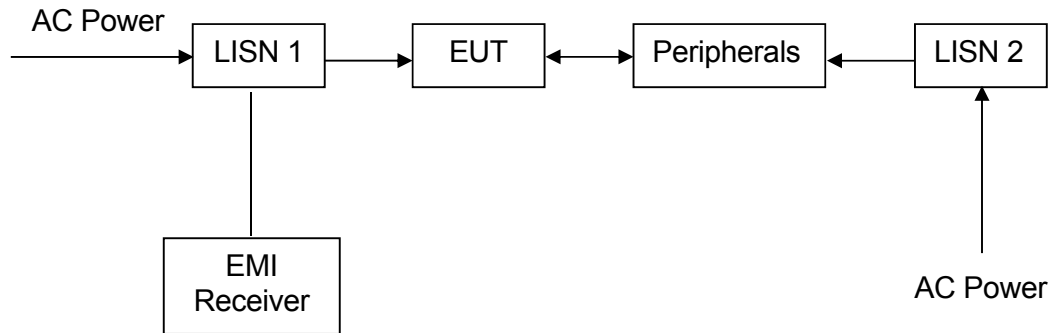 AC Power
LISN 1
EUT
Peripherals
LISN 2
EMI
Receiver
AC Power